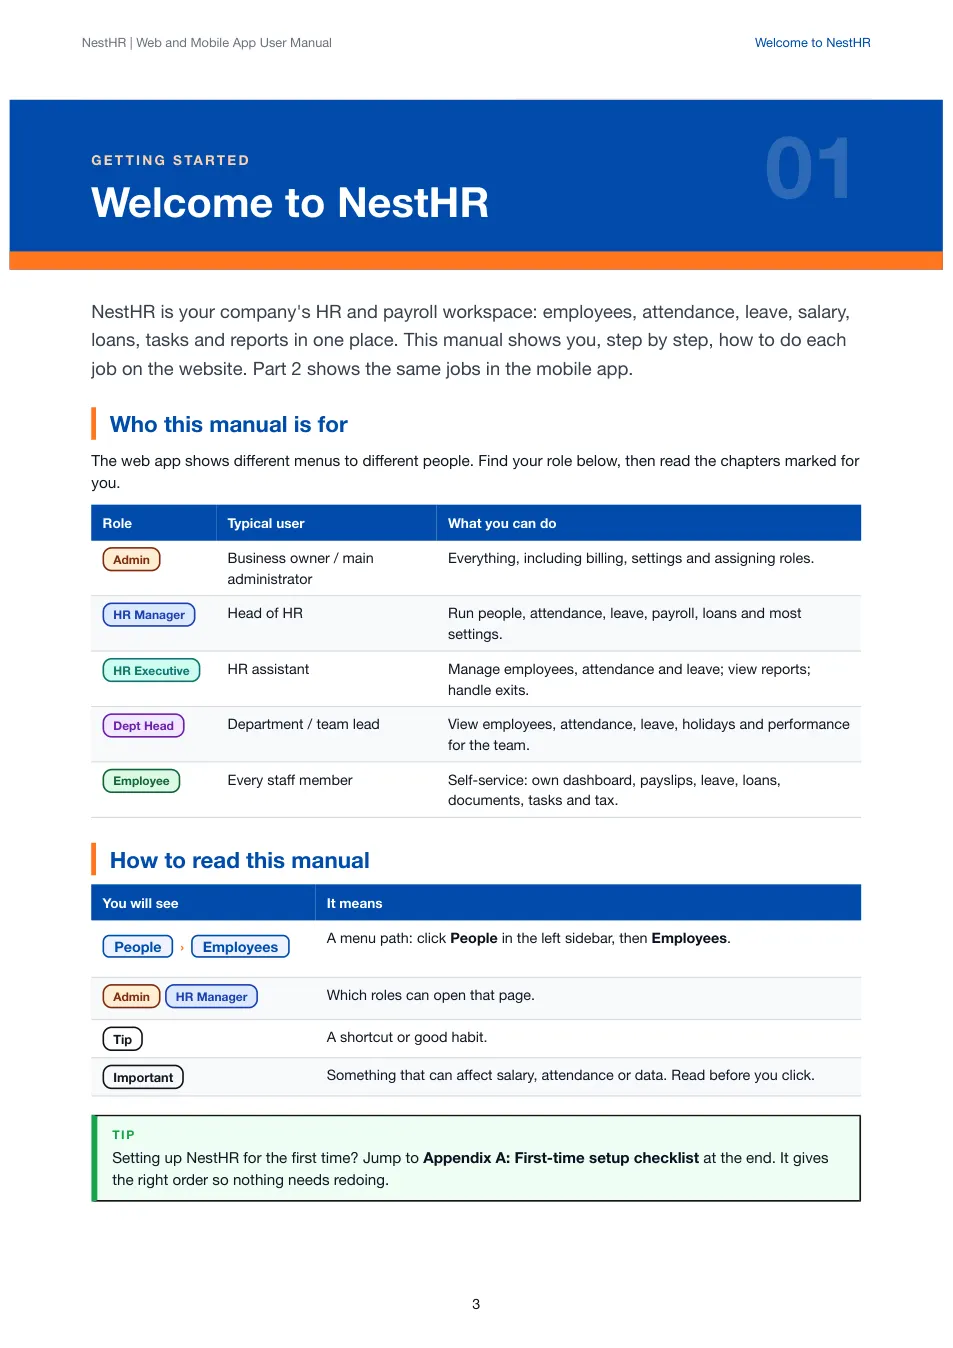 NestHR | Web and Mobile App User Manual
Welcome to NestHR
GETTING STARTED
01
Welcome to NestHR
NestHR is your company's HR and payroll workspace: employees, attendance, leave, salary,
loans, tasks and reports in one place. This manual shows you, step by step, how to do each
job on the website. Part 2 shows the same jobs in the mobile app.
Who this manual is for
The web app shows different menus to different people. Find your role below, then read the chapters marked for
you.
Role Typical user What you can do
Admin Business owner / main Everything, including billing, settings and assigning roles.
administrator
HR Manager Head of HR Run people, attendance, leave, payroll, loans and most
settings.
HR Executive HR assistant Manage employees, attendance and leave; view reports;
handle exits.
Dept Head Department / team lead View employees, attendance, leave, holidays and performance
for the team.
Employee Every staff member Self-service: own dashboard, payslips, leave, loans,
documents, tasks and tax.
How to read this manual
You will see It means
People › Employees A menu path: click People in the left sidebar, then Employees.
Admin HR Manager Which roles can open that page.
Tip A shortcut or good habit.
Important Something that can affect salary, attendance or data. Read before you click.
TIP
Setting up NestHR for the first time? Jump to Appendix A: First-time setup checklist at the end. It gives
the right order so nothing needs redoing.
3